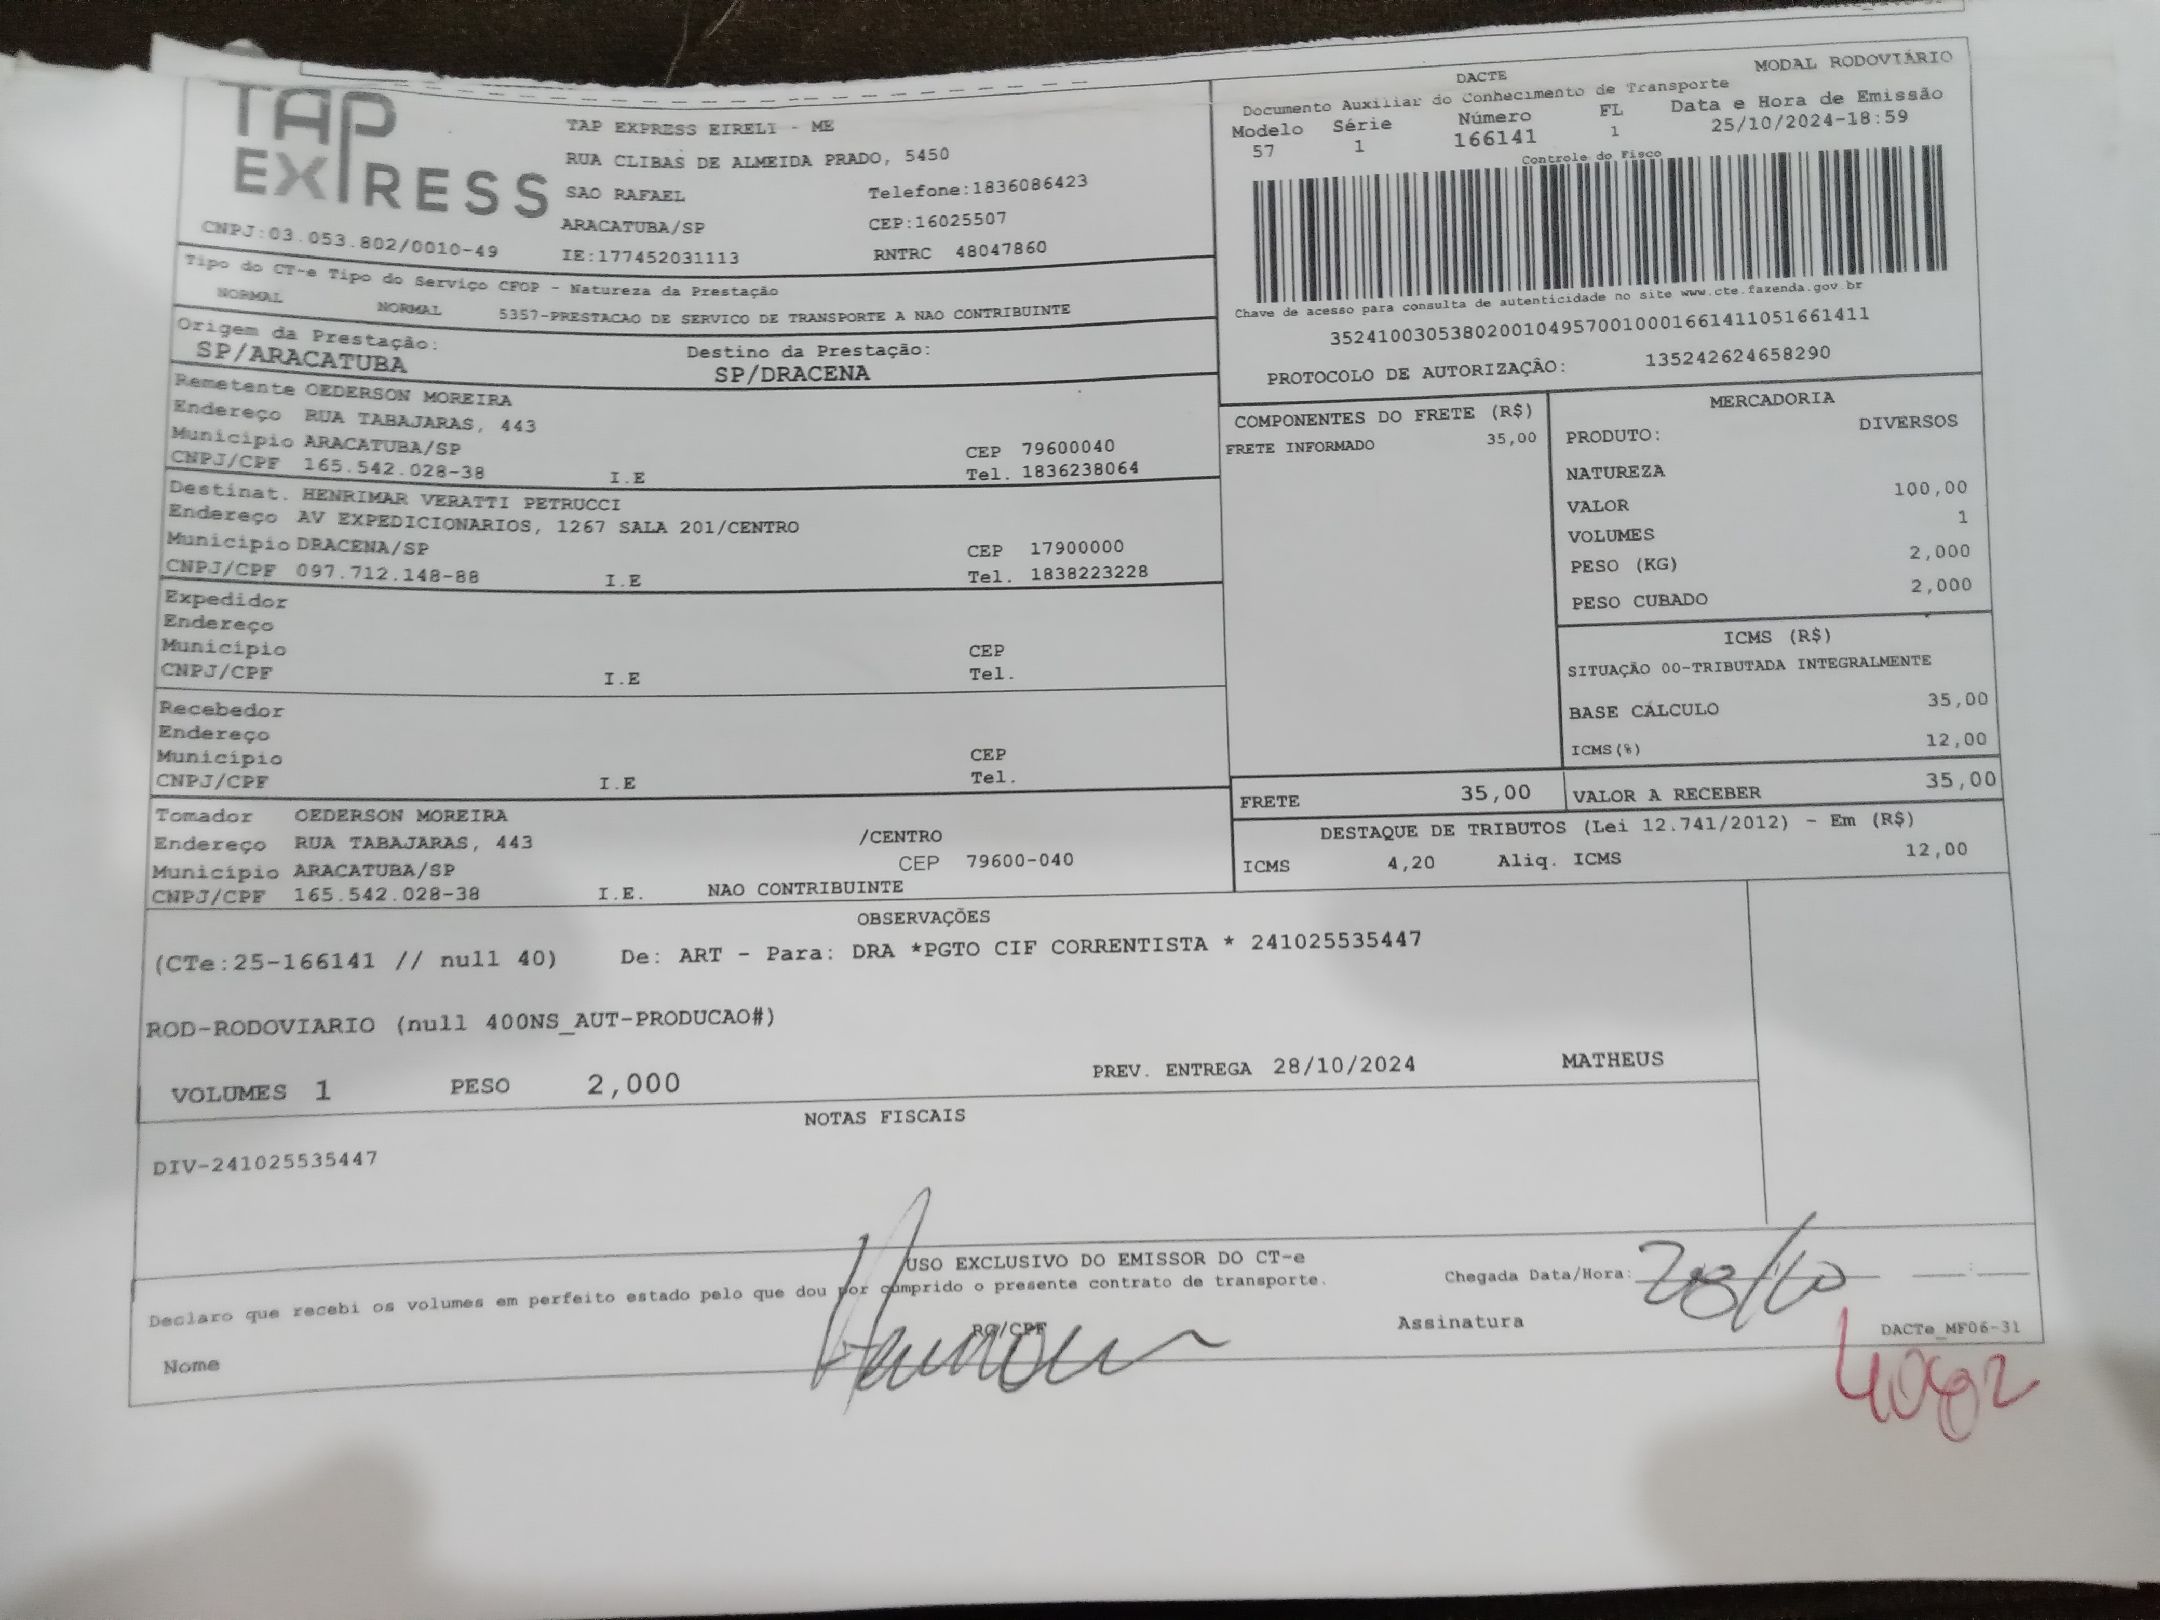 TAP
EXPRESS
CNPJ:03.053.802/0010-49
TAP EXPRESS EIRELI - ME
RUA CLIBAS DE ALMEIDA PRADO, 5450
SAO RAFAEL Telefone:1836086423
ARACATUBA/SP CEP:16025507
IE:177452031113 RNTRC 48047860
DACTE MODAL RODOVIÁRIO
Documento Auxiliar do Conhecimento de Transporte
Modelo Série Número FL Data e Hora de Emissão
57 1 166141 1 25/10/2024-18:59
Controle do Fisco
Chave de acesso para consulta de autenticidade no site www.cte.fazenda.gov.br
35241003053802001049570010001661411051661411
PROTOCOLO DE AUTORIZAÇÃO: 135242624658290
Tipo do CT-e Tipo do Serviço CFOP - Natureza da Prestação
NORMAL NORMAL 5357-PRESTACAO DE SERVICO DE TRANSPORTE A NAO CONTRIBUINTE
Origem da Prestação: Destino da Prestação:
SP/ARACATUBA SP/DRACENA
Remetente OEDERSON MOREIRA
Endereço RUA TABAJARAS, 443
Município ARACATUBA/SP CEP 79600040
CNPJ/CPF 165.542.028-38 I.E Tel. 1836238064
Destinat. HENRIMAR VERATTI PETRUCCI
Endereço AV EXPEDICIONARIOS, 1267 SALA 201/CENTRO
Município DRACENA/SP CEP 17900000
CNPJ/CPF 097.712.148-88 I.E Tel. 1838223228
Expedidor
Endereço
Município CEP
CNPJ/CPF I.E Tel.
Recebedor
Endereço
Município CEP
CNPJ/CPF I.E Tel.
Tomador OEDERSON MOREIRA
Endereço RUA TABAJARAS, 443 /CENTRO
Município ARACATUBA/SP CEP 79600-040
CNPJ/CPF 165.542.028-38 I.E. NAO CONTRIBUINTE
COMPONENTES DO FRETE (R$)
FRETE INFORMADO 35,00
MERCADORIA
PRODUTO: DIVERSOS
NATUREZA
VALOR 100,00
VOLUMES 1
PESO (KG) 2,000
PESO CUBADO 2,000
ICMS (R$)
SITUAÇÃO 00-TRIBUTADA INTEGRALMENTE
BASE CÁLCULO 35,00
ICMS(%) 12,00
FRETE 35,00 VALOR A RECEBER 35,00
DESTAQUE DE TRIBUTOS (Lei 12.741/2012) - Em (R$)
ICMS 4,20 Aliq. ICMS 12,00
OBSERVAÇÕES
(CTe:25-166141 // null 40) De: ART - Para: DRA *PGTO CIF CORRENTISTA * 241025535447
ROD-RODOVIARIO (null 400NS_AUT-PRODUCAO#)
VOLUMES 1 PESO 2,000 PREV. ENTREGA 28/10/2024 MATHEUS
NOTAS FISCAIS
DIV-241025535447
USO EXCLUSIVO DO EMISSOR DO CT-e
Declaro que recebi os volumes em perfeito estado pelo que dou por cumprido o presente contrato de transporte. Chegada Data/Hora: 28/10 __:__
Nome RG/CPF Assinatura
DACTe_MF06-31